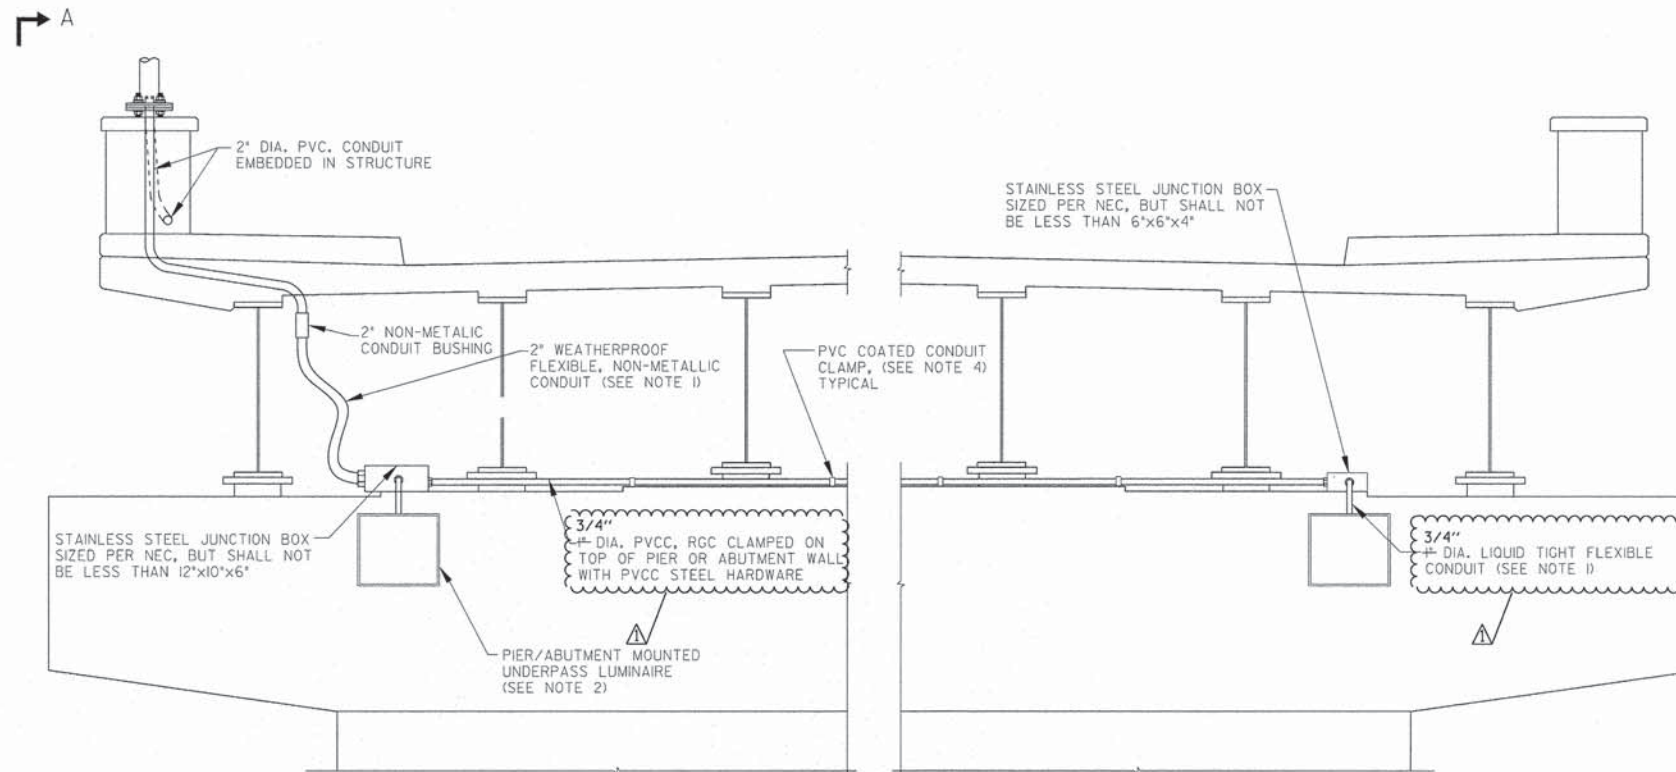 A
2" DIA. PVC. CONDUIT
EMBEDDED IN STRUCTURE
STAINLESS STEEL JUNCTION BOX
SIZED PER NEC, BUT SHALL NOT
BE LESS THAN 6"x6"x4"
2" NON-METALIC
CONDUIT BUSHING
2" WEATHERPROOF
FLEXIBLE, NON-METALLIC
CONDUIT (SEE NOTE 1)
PVC COATED CONDUIT
CLAMP, (SEE NOTE 4)
TYPICAL
STAINLESS STEEL JUNCTION BOX
SIZED PER NEC, BUT SHALL NOT
BE LESS THAN 12"x10"x6"
3/4"
1" DIA. PVCC, RGC CLAMPED ON
TOP OF PIER OR ABUTMENT WALL
WITH PVCC STEEL HARDWARE
1
3/4"
1" DIA. LIQUID TIGHT FLEXIBLE
CONDUIT (SEE NOTE 1)
1
PIER/ABUTMENT MOUNTED
UNDERPASS LUMINAIRE
(SEE NOTE 2)